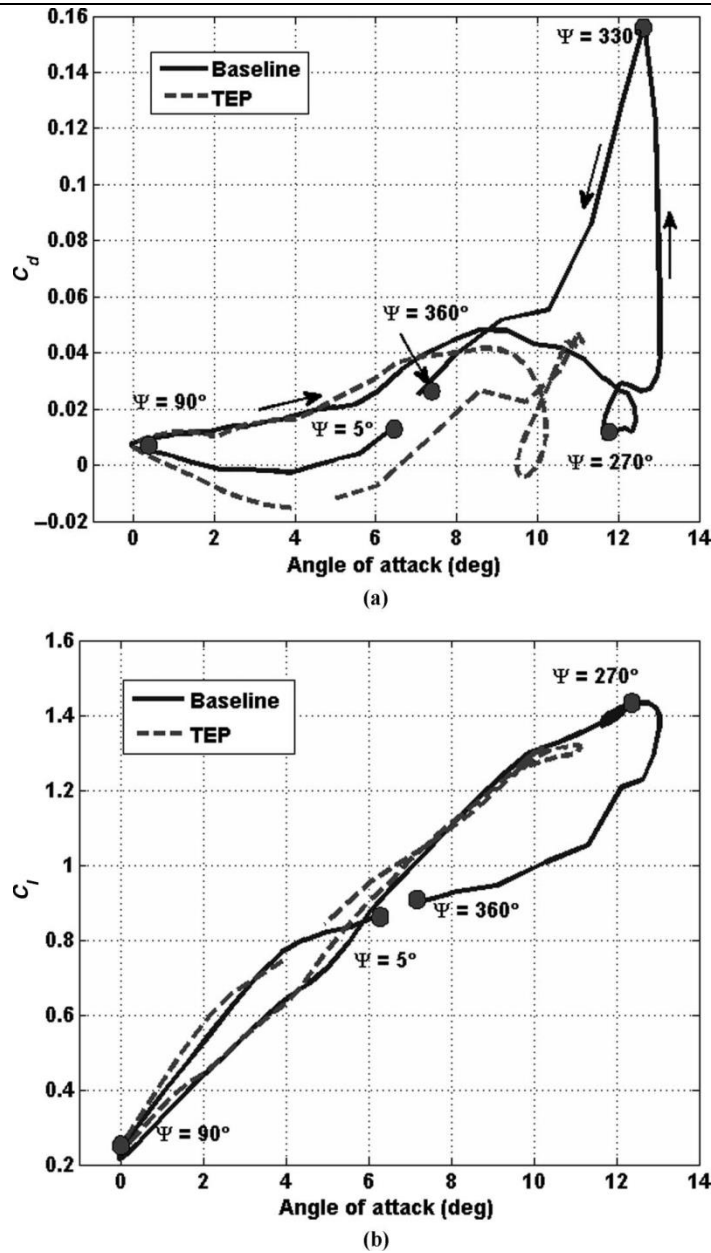 0.16
0.14
0.12
0.1
0.08
0.06
0.04
0.02
0
–0.02
C_d
Baseline
TEP
Ψ = 330°
Ψ = 360°
Ψ = 90°
Ψ = 5°
Ψ = 270°
0 2 4 6 8 10 12 14
Angle of attack (deg)
(a)
1.6
1.4
1.2
1
0.8
0.6
0.4
0.2
C_l
Baseline
TEP
Ψ = 270°
Ψ = 360°
Ψ = 5°
Ψ = 90°
0 2 4 6 8 10 12 14
Angle of attack (deg)
(b)